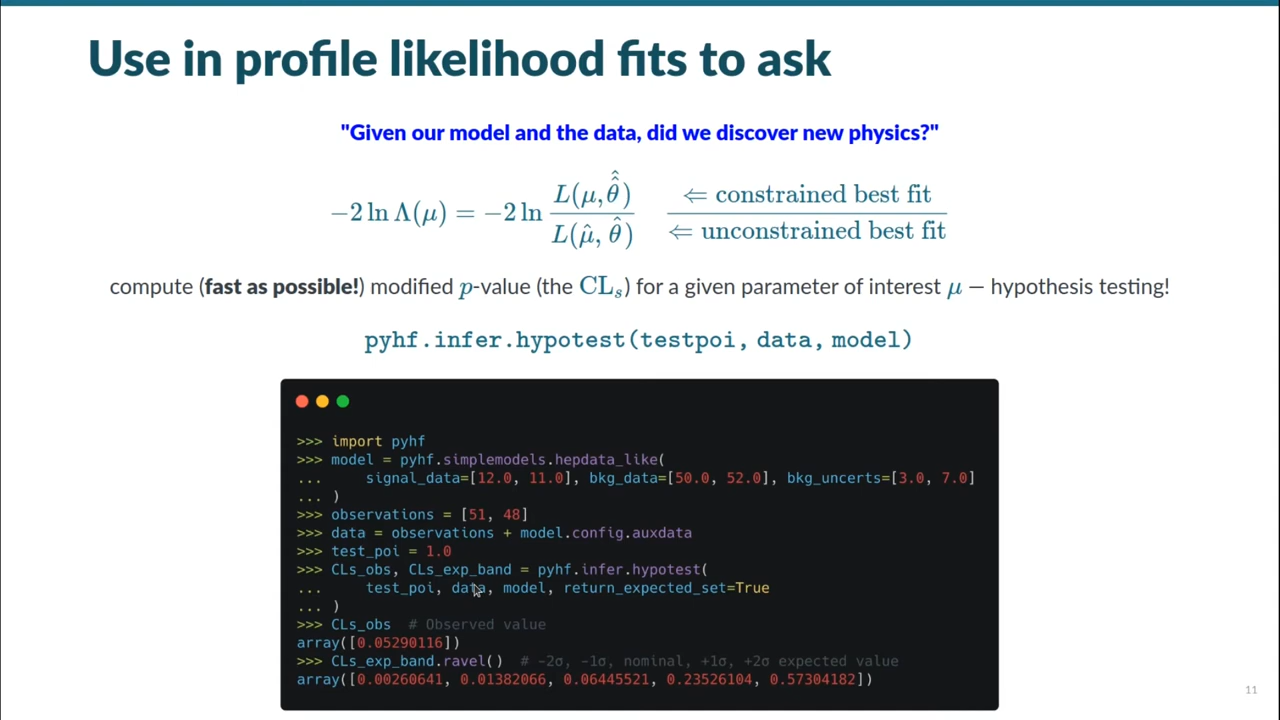 Use in profile likelihood fits to ask
"Given our model and the data, did we discover new physics?"
−2 ln Λ(μ) = −2 ln L(μ, θ̂̂) / L(μ̂, θ̂) ⇐ constrained best fit
⇐ unconstrained best fit
compute (fast as possible!) modified p-value (the CLₛ) for a given parameter of interest μ — hypothesis testing!
pyhf.infer.hypotest(testpoi, data, model)
>>> import pyhf
>>> model = pyhf.simplemodels.hepdata_like(
...     signal_data=[12.0, 11.0], bkg_data=[50.0, 52.0], bkg_uncerts=[3.0, 7.0]
... )
>>> observations = [51, 48]
>>> data = observations + model.config.auxdata
>>> test_poi = 1.0
>>> CLs_obs, CLs_exp_band = pyhf.infer.hypotest(
...     test_poi, data, model, return_expected_set=True
... )
>>> CLs_obs  # Observed value
array([0.05290116])
>>> CLs_exp_band.ravel()  # -2σ, -1σ, nominal, +1σ, +2σ expected value
array([0.00260641, 0.01382066, 0.06445521, 0.23526104, 0.57304182])
11